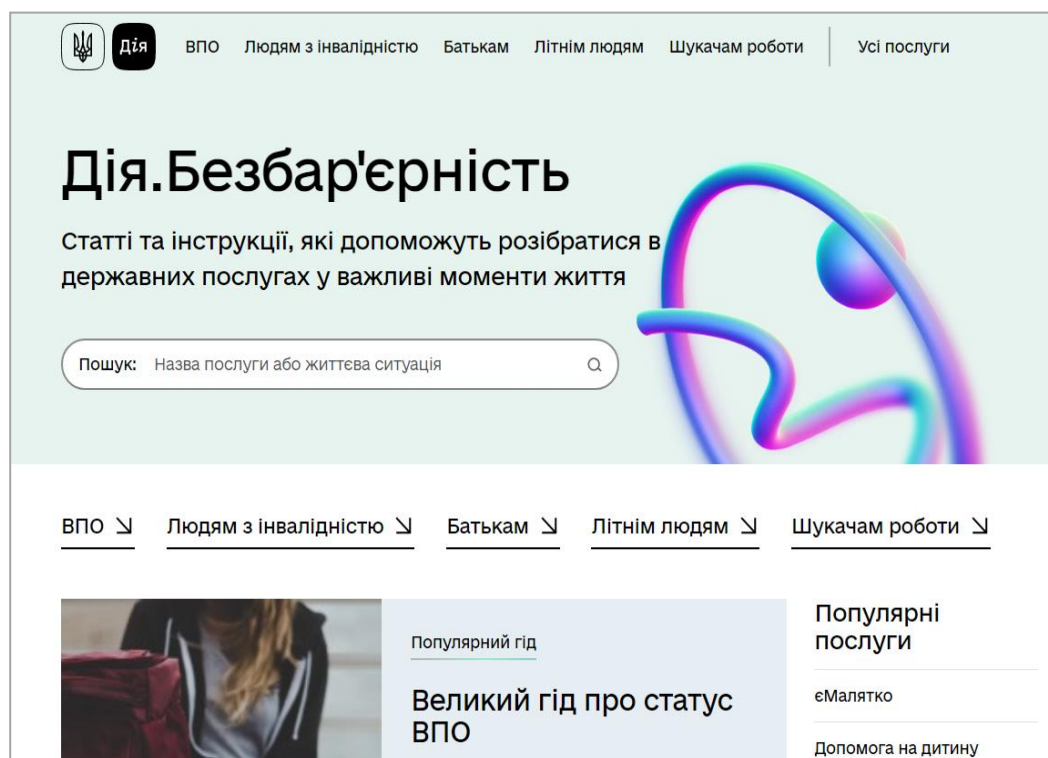 Дія ВПО Людям з інвалідністю Батькам Літнім людям Шукачам роботи Усі послуги
Дія.Безбар'єрність
Статті та інструкції, які допоможуть розібратися в
державних послугах у важливі моменти життя
Пошук: Назва послуги або життєва ситуація
ВПО Людям з інвалідністю Батькам Літнім людям Шукачам роботи
Популярний гід
Великий гід про статус
ВПО
Популярні
послуги
єМалятко
Допомога на дитину